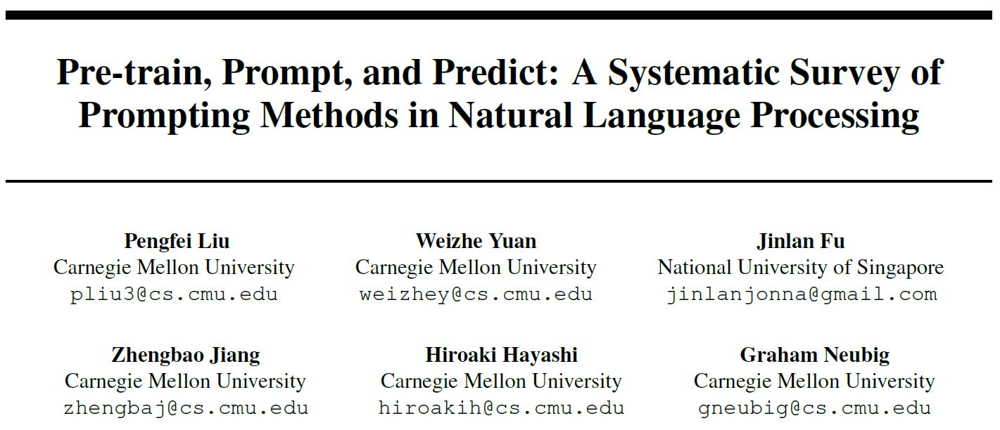 Pre-train, Prompt, and Predict: A Systematic Survey of
Prompting Methods in Natural Language Processing
Pengfei Liu
Carnegie Mellon University
pliu3@cs.cmu.edu
Weizhe Yuan
Carnegie Mellon University
weizhey@cs.cmu.edu
Jinlan Fu
National University of Singapore
jinlanjonna@gmail.com
Zhengbao Jiang
Carnegie Mellon University
zhengbaj@cs.cmu.edu
Hiroaki Hayashi
Carnegie Mellon University
hiroakih@cs.cmu.edu
Graham Neubig
Carnegie Mellon University
gneubig@cs.cmu.edu